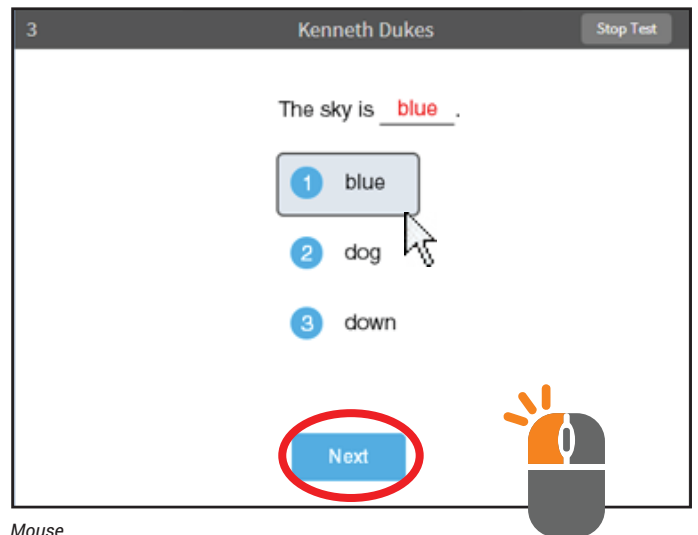 3 Kenneth Dukes Stop Test
The sky is blue.
1 blue
2 dog
3 down
Next
Mouse